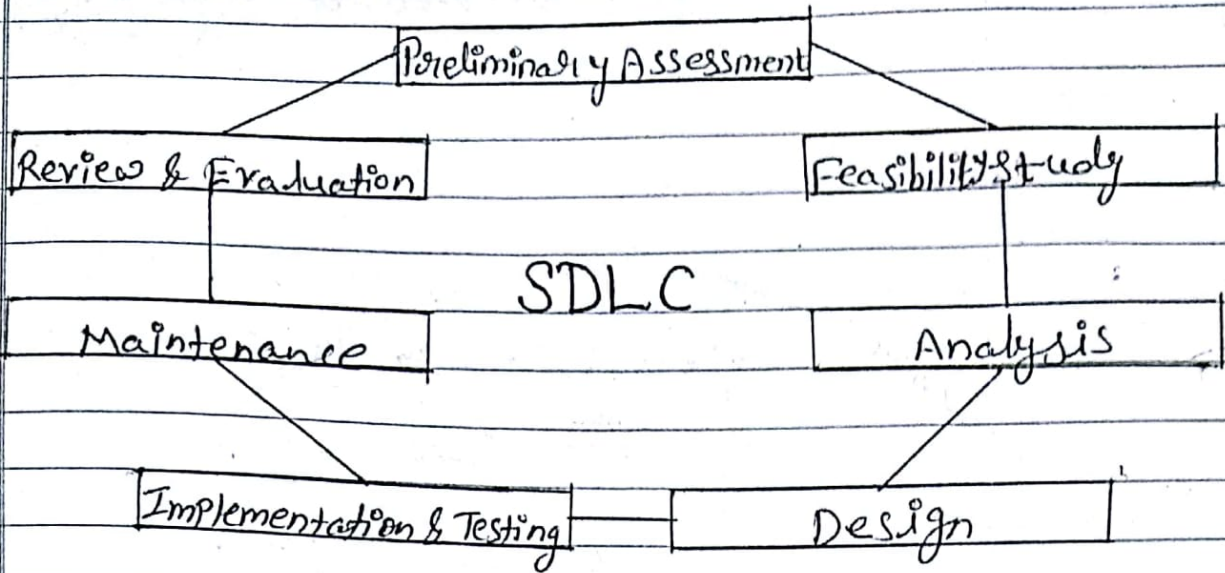 Preliminary Assessment
Review & Evaluation
Feasibility Study
SDLC
Maintenance
Analysis
Implementation & Testing
Design